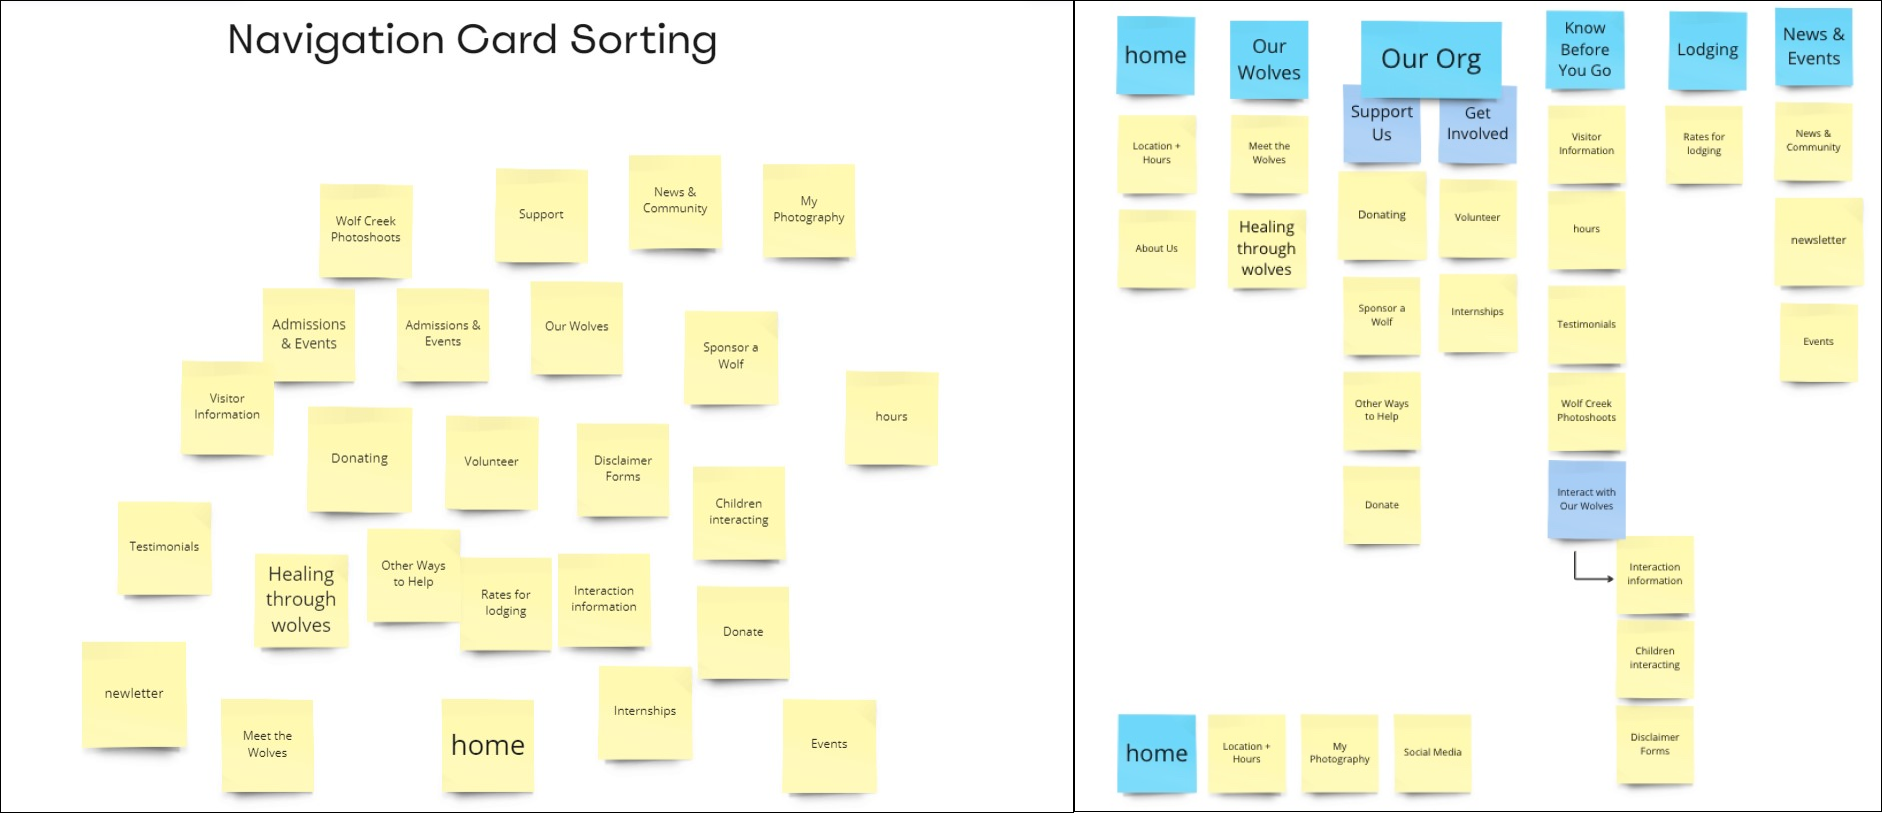 Navigation Card Sorting
Wolf Creek
Photoshoots
Support
News &
Community
My
Photography
Admissions
& Events
Admissions &
Events
Our Wolves
Sponsor a
Wolf
Visitor
Information
hours
Donating
Volunteer
Disclaimer
Forms
Children
interacting
Testimonials
Healing
through
wolves
Other Ways
to Help
Rates for
lodging
Interaction
information
Donate
newletter
Meet the
Wolves
home
Internships
Events
home
Location +
Hours
About Us
Our
Wolves
Meet the
Wolves
Healing
through
wolves
Our Org
Support
Us
Donating
Sponsor a
Wolf
Other Ways
to Help
Donate
Get
Involved
Volunteer
Internships
Know
Before
You Go
Visitor
Information
hours
Testimonials
Wolf Creek
Photoshoots
Interact with
Our Wolves
Interaction
information
Children
interacting
Disclaimer
Forms
Lodging
Rates for
lodging
News &
Events
News &
Community
newsletter
Events
home
Location +
Hours
My
Photography
Social Media